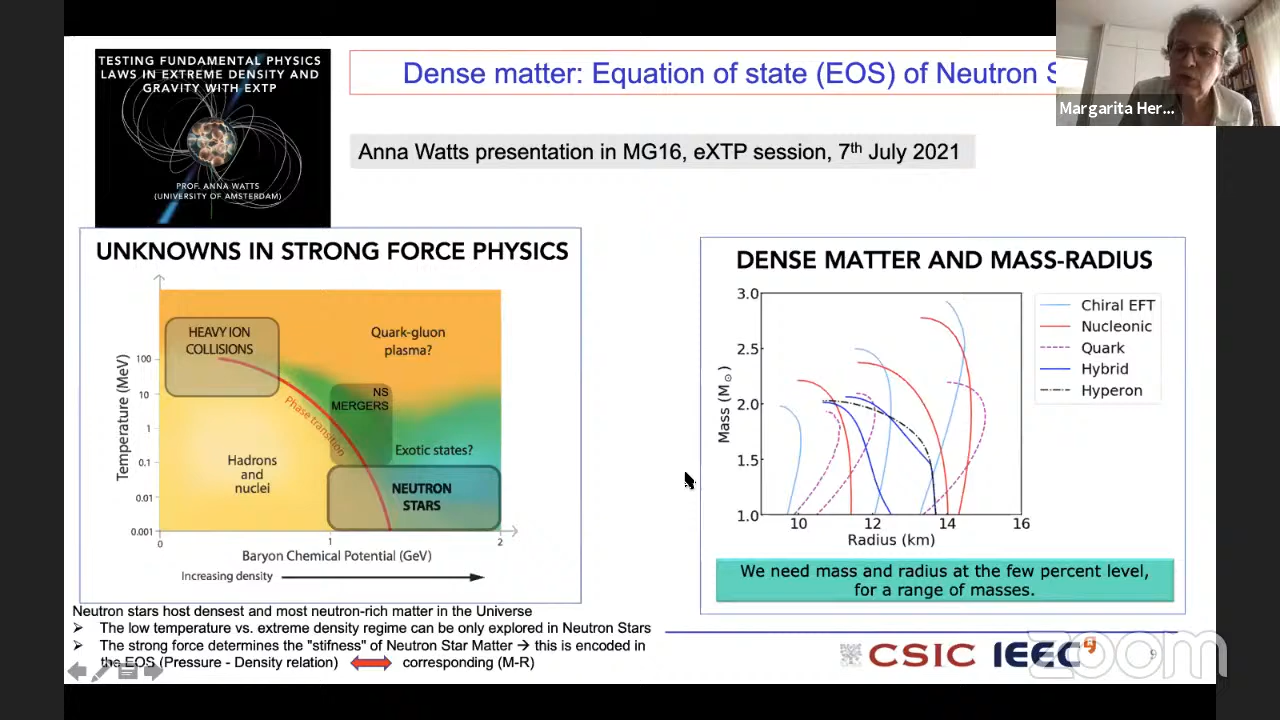 TESTING FUNDAMENTAL PHYSICS
LAWS IN EXTREME DENSITY AND
GRAVITY WITH EXTP
PROF. ANNA WATTS
(UNIVERSITY OF AMSTERDAM)
Dense matter: Equation of state (EOS) of Neutron S
Margarita Her...
Anna Watts presentation in MG16, eXTP session, 7th July 2021
UNKNOWNS IN STRONG FORCE PHYSICS
HEAVY ION
COLLISIONS
Quark-gluon
plasma?
NS
MERGERS
Phase transition
Exotic states?
Hadrons
and
nuclei
NEUTRON
STARS
Temperature (MeV)
100
10
1
0.1
0.01
0.001
0
1
2
Baryon Chemical Potential (GeV)
Increasing density
DENSE MATTER AND MASS-RADIUS
3.0
2.5
2.0
1.5
1.0
Mass (M⊙)
10
12
14
16
Radius (km)
Chiral EFT
Nucleonic
Quark
Hybrid
Hyperon
We need mass and radius at the few percent level,
for a range of masses.
Neutron stars host densest and most neutron-rich matter in the Universe
➢ The low temperature vs. extreme density regime can be only explored in Neutron Stars
➢ The strong force determines the "stifness" of Neutron Star Matter → this is encoded in
the EOS (Pressure - Density relation) corresponding (M-R)
CSIC IEEC
9
zoom